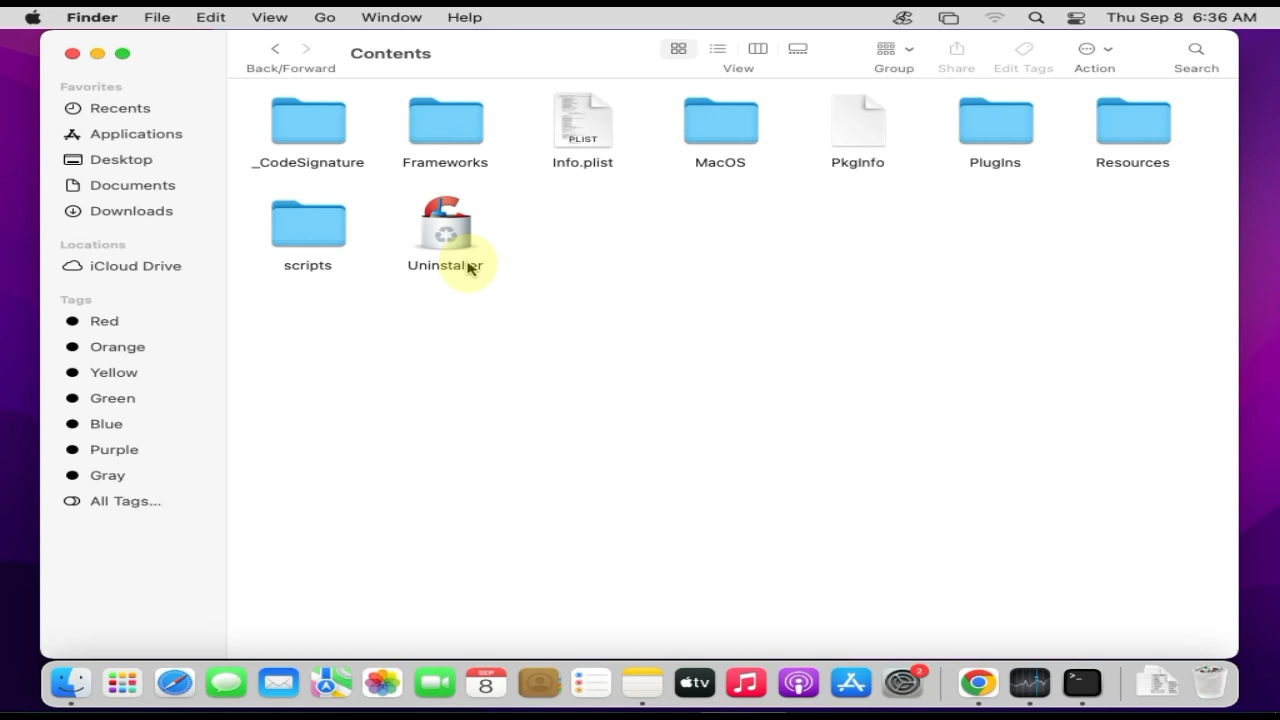 Finder File Edit View Go Window Help Thu Sep 8 6:36 AM
Contents
Back/Forward View Group Share Edit Tags Action Search
Favorites
Recents
Applications
Desktop
Documents
Downloads
Locations
iCloud Drive
Tags
Red
Orange
Yellow
Green
Blue
Purple
Gray
All Tags...
_CodeSignature Frameworks Info.plist MacOS PkgInfo PlugIns Resources
PLIST
scripts Uninstaller
SEP
8
tv
2
>_